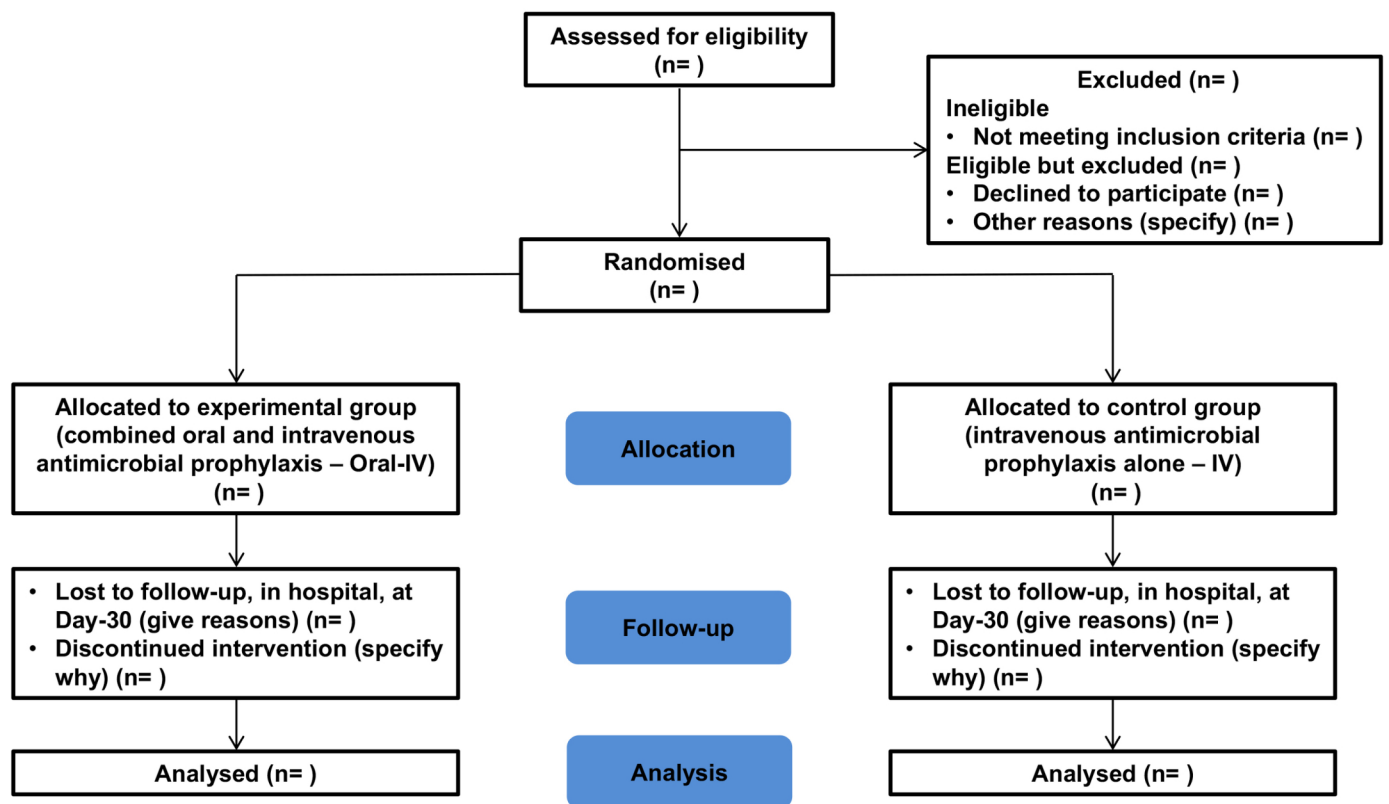 Assessed for eligibility
(n= )
Excluded (n= )
Ineligible
• Not meeting inclusion criteria (n= )
Eligible but excluded (n= )
• Declined to participate (n= )
• Other reasons (specify) (n= )
Randomised
(n= )
Allocated to experimental group
(combined oral and intravenous
antimicrobial prophylaxis – Oral-IV)
(n= )
Allocation
Allocated to control group
(intravenous antimicrobial
prophylaxis alone – IV)
(n= )
• Lost to follow-up, in hospital, at
Day-30 (give reasons) (n= )
• Discontinued intervention (specify
why) (n= )
Follow-up
• Lost to follow-up, in hospital, at
Day-30 (give reasons) (n= )
• Discontinued intervention (specify
why) (n= )
Analysed (n= )
Analysis
Analysed (n= )